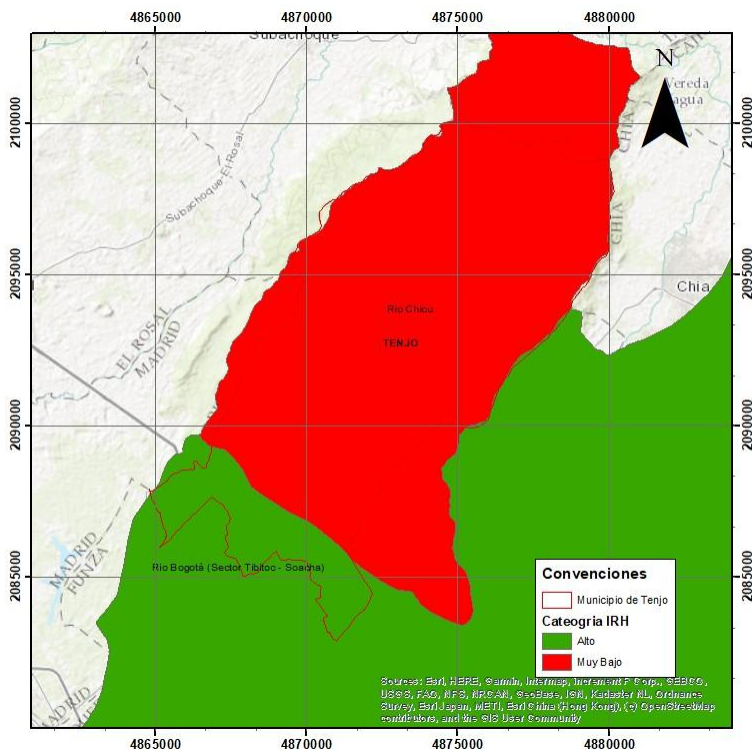 4865000 4870000 4875000 4880000
Subachoque
N
Vereda
agua
2100000 2100000
CHIA
Subachoque-El Rosal
CHIA
2095000 2095000
Chia
Rio Chicu
EL ROSAL
MADRID
TENJO
2090000 2090000
MADRID
FUNZA
Rio Bogotá (Sector Tibitoc - Soacha)
2085000 2085000
Convenciones
Municipio de Tenjo
Cateogria IRH
Alto
Muy Bajo
MADRID
Sources: Esri, HERE, Garmin, Intermap, increment P Corp., GEBCO,
USGS, FAO, NPS, NRCAN, GeoBase, IGN, Kadaster NL, Ordnance
Survey, Esri Japan, METI, Esri China (Hong Kong), (c) OpenStreetMap
contributors, and the GIS User Community
4865000 4870000 4875000 4880000